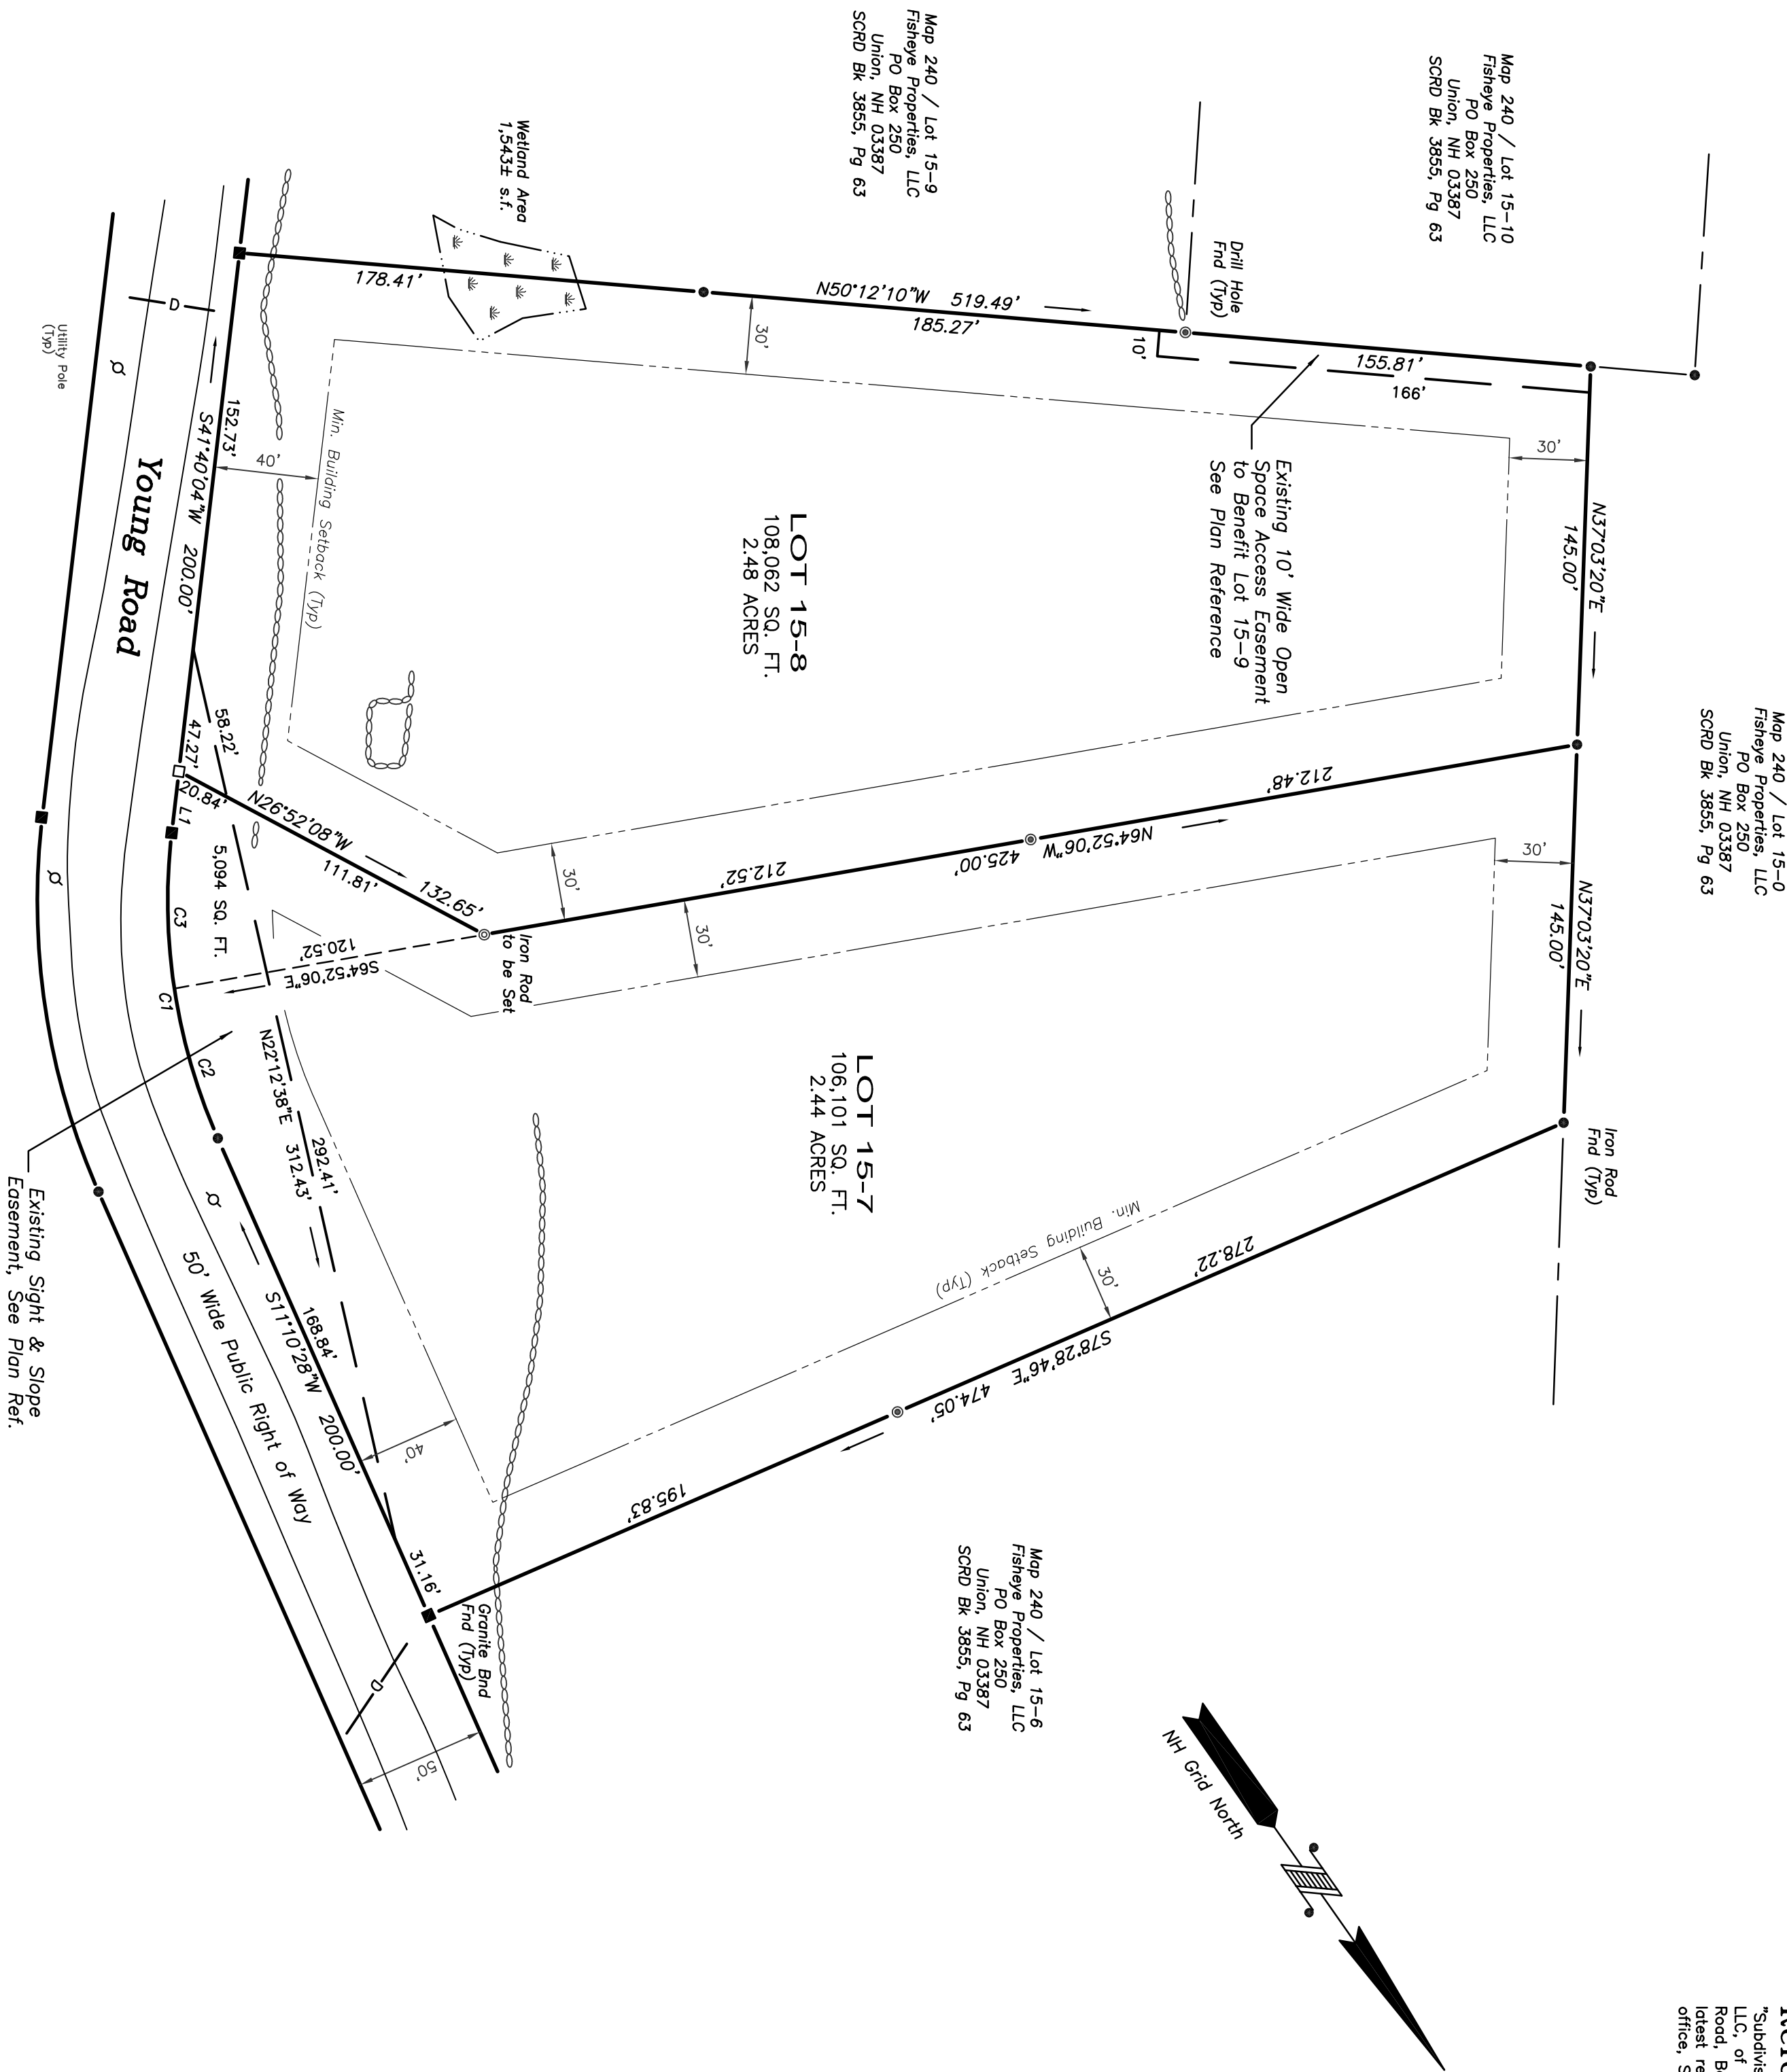 Map 240 / Lot 15-10
Fisheye Properties, LLC
PO Box 250
Union, NH 03387
SCRD Bk 3855, Pg 63
Map 240 / Lot 15-9
Fisheye Properties, LLC
PO Box 250
Union, NH 03387
SCRD Bk 3855, Pg 63
Map 240 / Lot 15-0
Fisheye Properties, LLC
PO Box 250
Union, NH 03387
SCRD Bk 3855, Pg 63
Map 240 / Lot 15-6
Fisheye Properties, LLC
PO Box 250
Union, NH 03387
SCRD Bk 3855, Pg 63
Wetland Area
1,543± s.f.
Drill Hole
Fnd (Typ)
178.41'
N50°12'10"W 519.49'
185.27'
155.81'
166'
10'
30'
30'
N37°03'20"E
145.00'
N37°03'20"E
145.00'
30'
Iron Rod
Fnd (Typ)
Existing 10' Wide Open
Space Access Easement
to Benefit Lot 15-9
See Plan Reference
LOT 15-8
108,062 SQ. FT.
2.48 ACRES
Min. Building Setback (Typ)
40'
152.73'
S41°40'04"W 200.00'
58.22'
47.27'
20.84'
L1
N26°52'08"W
111.81'
132.65'
212.48'
N64°52'06"W 425.00'
212.52'
30'
30'
Iron Rod
to be Set
120.52'
S64°52'06"E
5,094 SQ. FT.
C3
C1
C2
N22°12'38"E 312.43'
292.41'
LOT 15-7
106,101 SQ. FT.
2.44 ACRES
Min. Building Setback (Typ)
30'
278.22'
S78°28'46"E 474.05'
195.83'
168.84'
S11°10'28"W 200.00'
40'
31.16'
Granite Bnd
Fnd (Typ)
D
50'
D
Utility Pole
(Typ)
Young Road
50' Wide Public Right of Way
Existing Sight & Slope
Easement, See Plan Ref.
NH Grid North
"Subdivis
LLC, of
Road, B
latest re
office, S